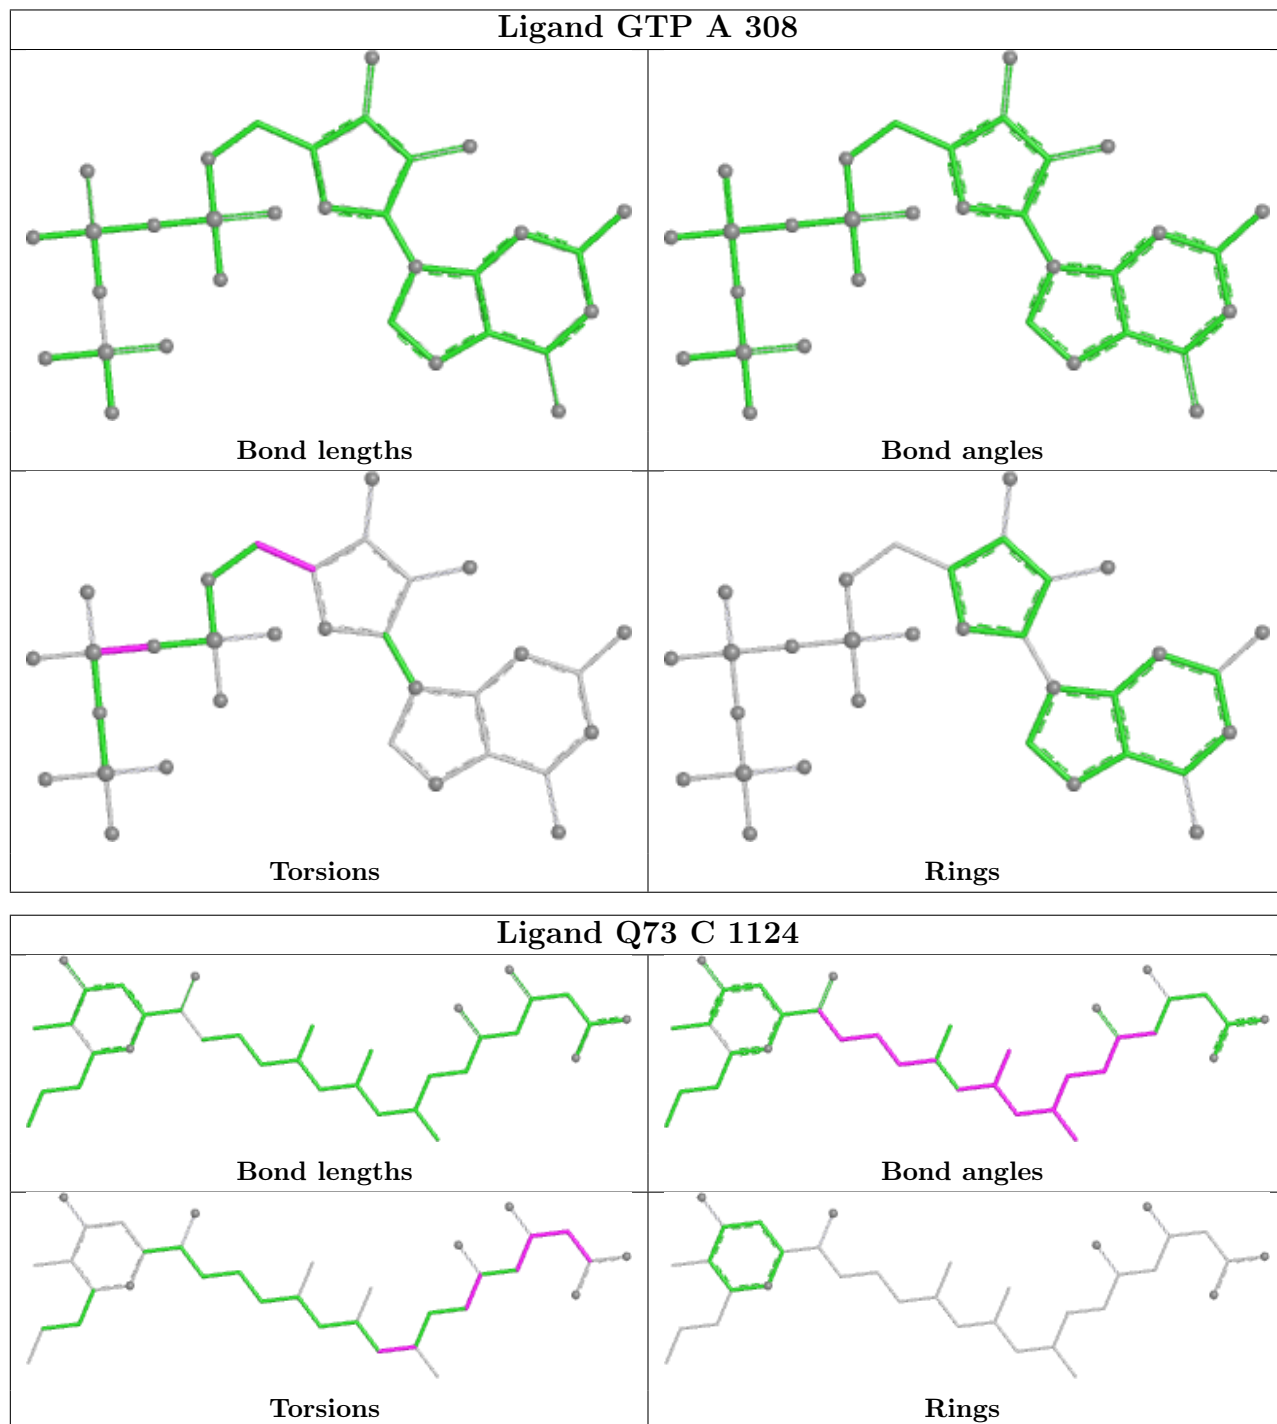 Ligand GTP A 308
Bond lengths
Bond angles
Torsions
Rings
Ligand Q73 C 1124
Bond lengths
Bond angles
Torsions
Rings